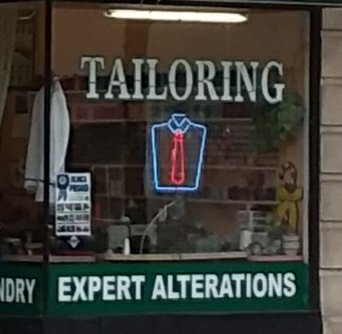 TAILORING
NDRY EXPERT ALTERATIONS